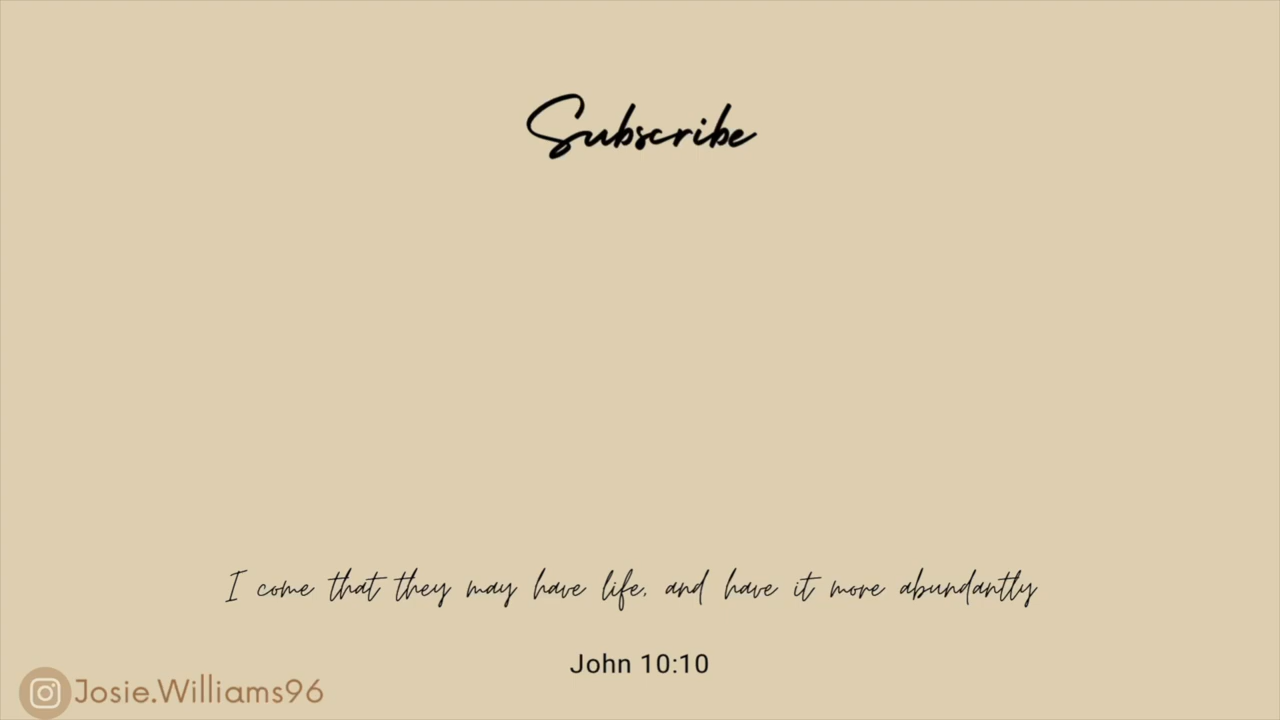 Subscribe
I come that they may have life, and have it more abundantly
John 10:10
Josie.Williams96